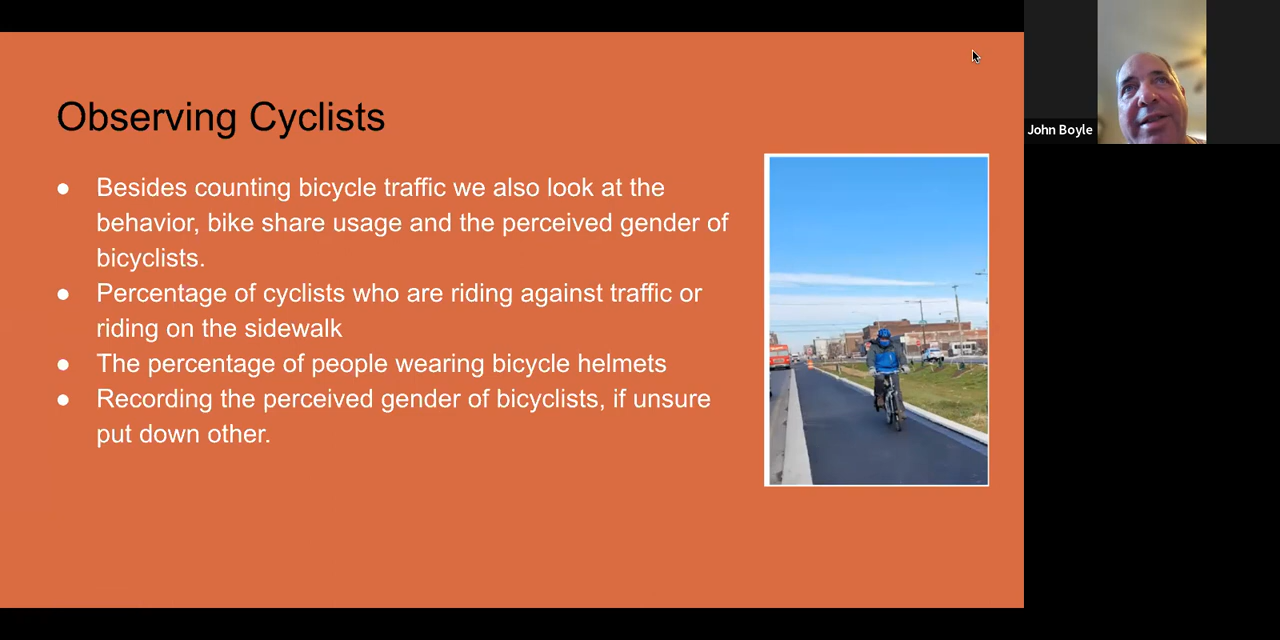 Observing Cyclists
● Besides counting bicycle traffic we also look at the
behavior, bike share usage and the perceived gender of
bicyclists.
● Percentage of cyclists who are riding against traffic or
riding on the sidewalk
● The percentage of people wearing bicycle helmets
● Recording the perceived gender of bicyclists, if unsure
put down other.
John Boyle